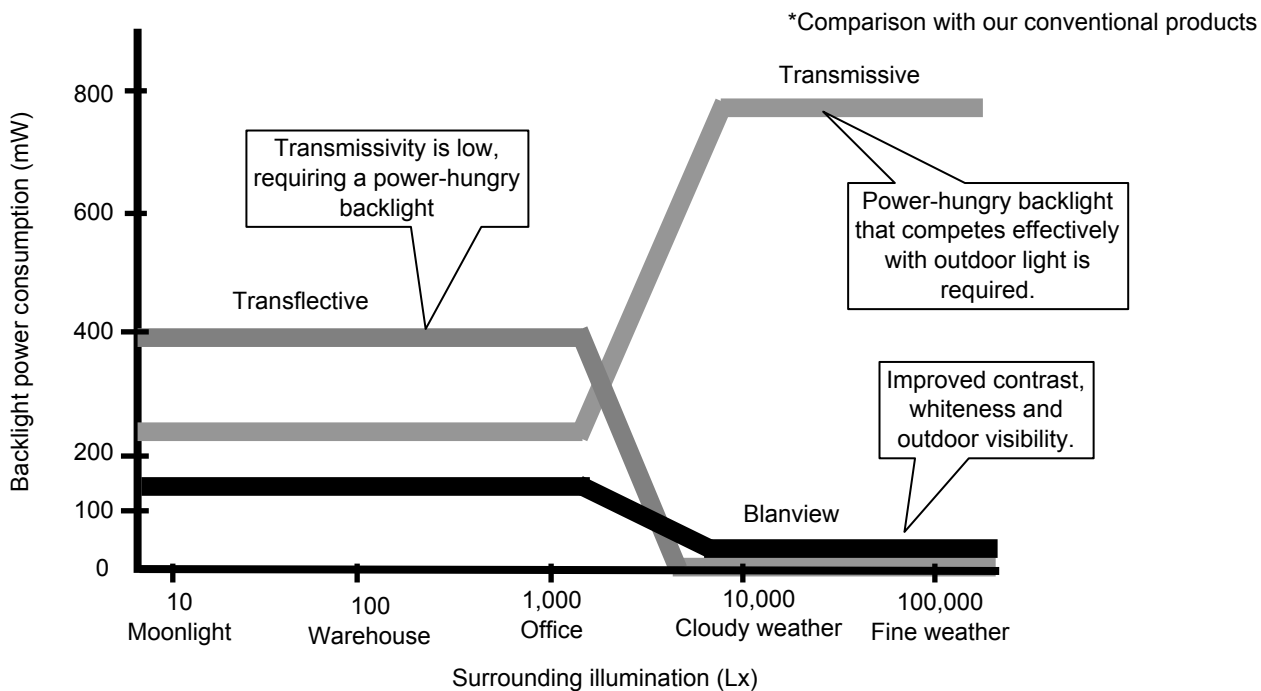 *Comparison with our conventional products
Backlight power consumption (mW)
800
600
400
200
100
0
Transmissive
Transmissivity is low,
requiring a power-hungry
backlight
Power-hungry backlight
that competes effectively
with outdoor light is
required.
Transflective
Improved contrast,
whiteness and
outdoor visibility.
Blanview
10
Moonlight
100
Warehouse
1,000
Office
10,000
Cloudy weather
100,000
Fine weather
Surrounding illumination (Lx)